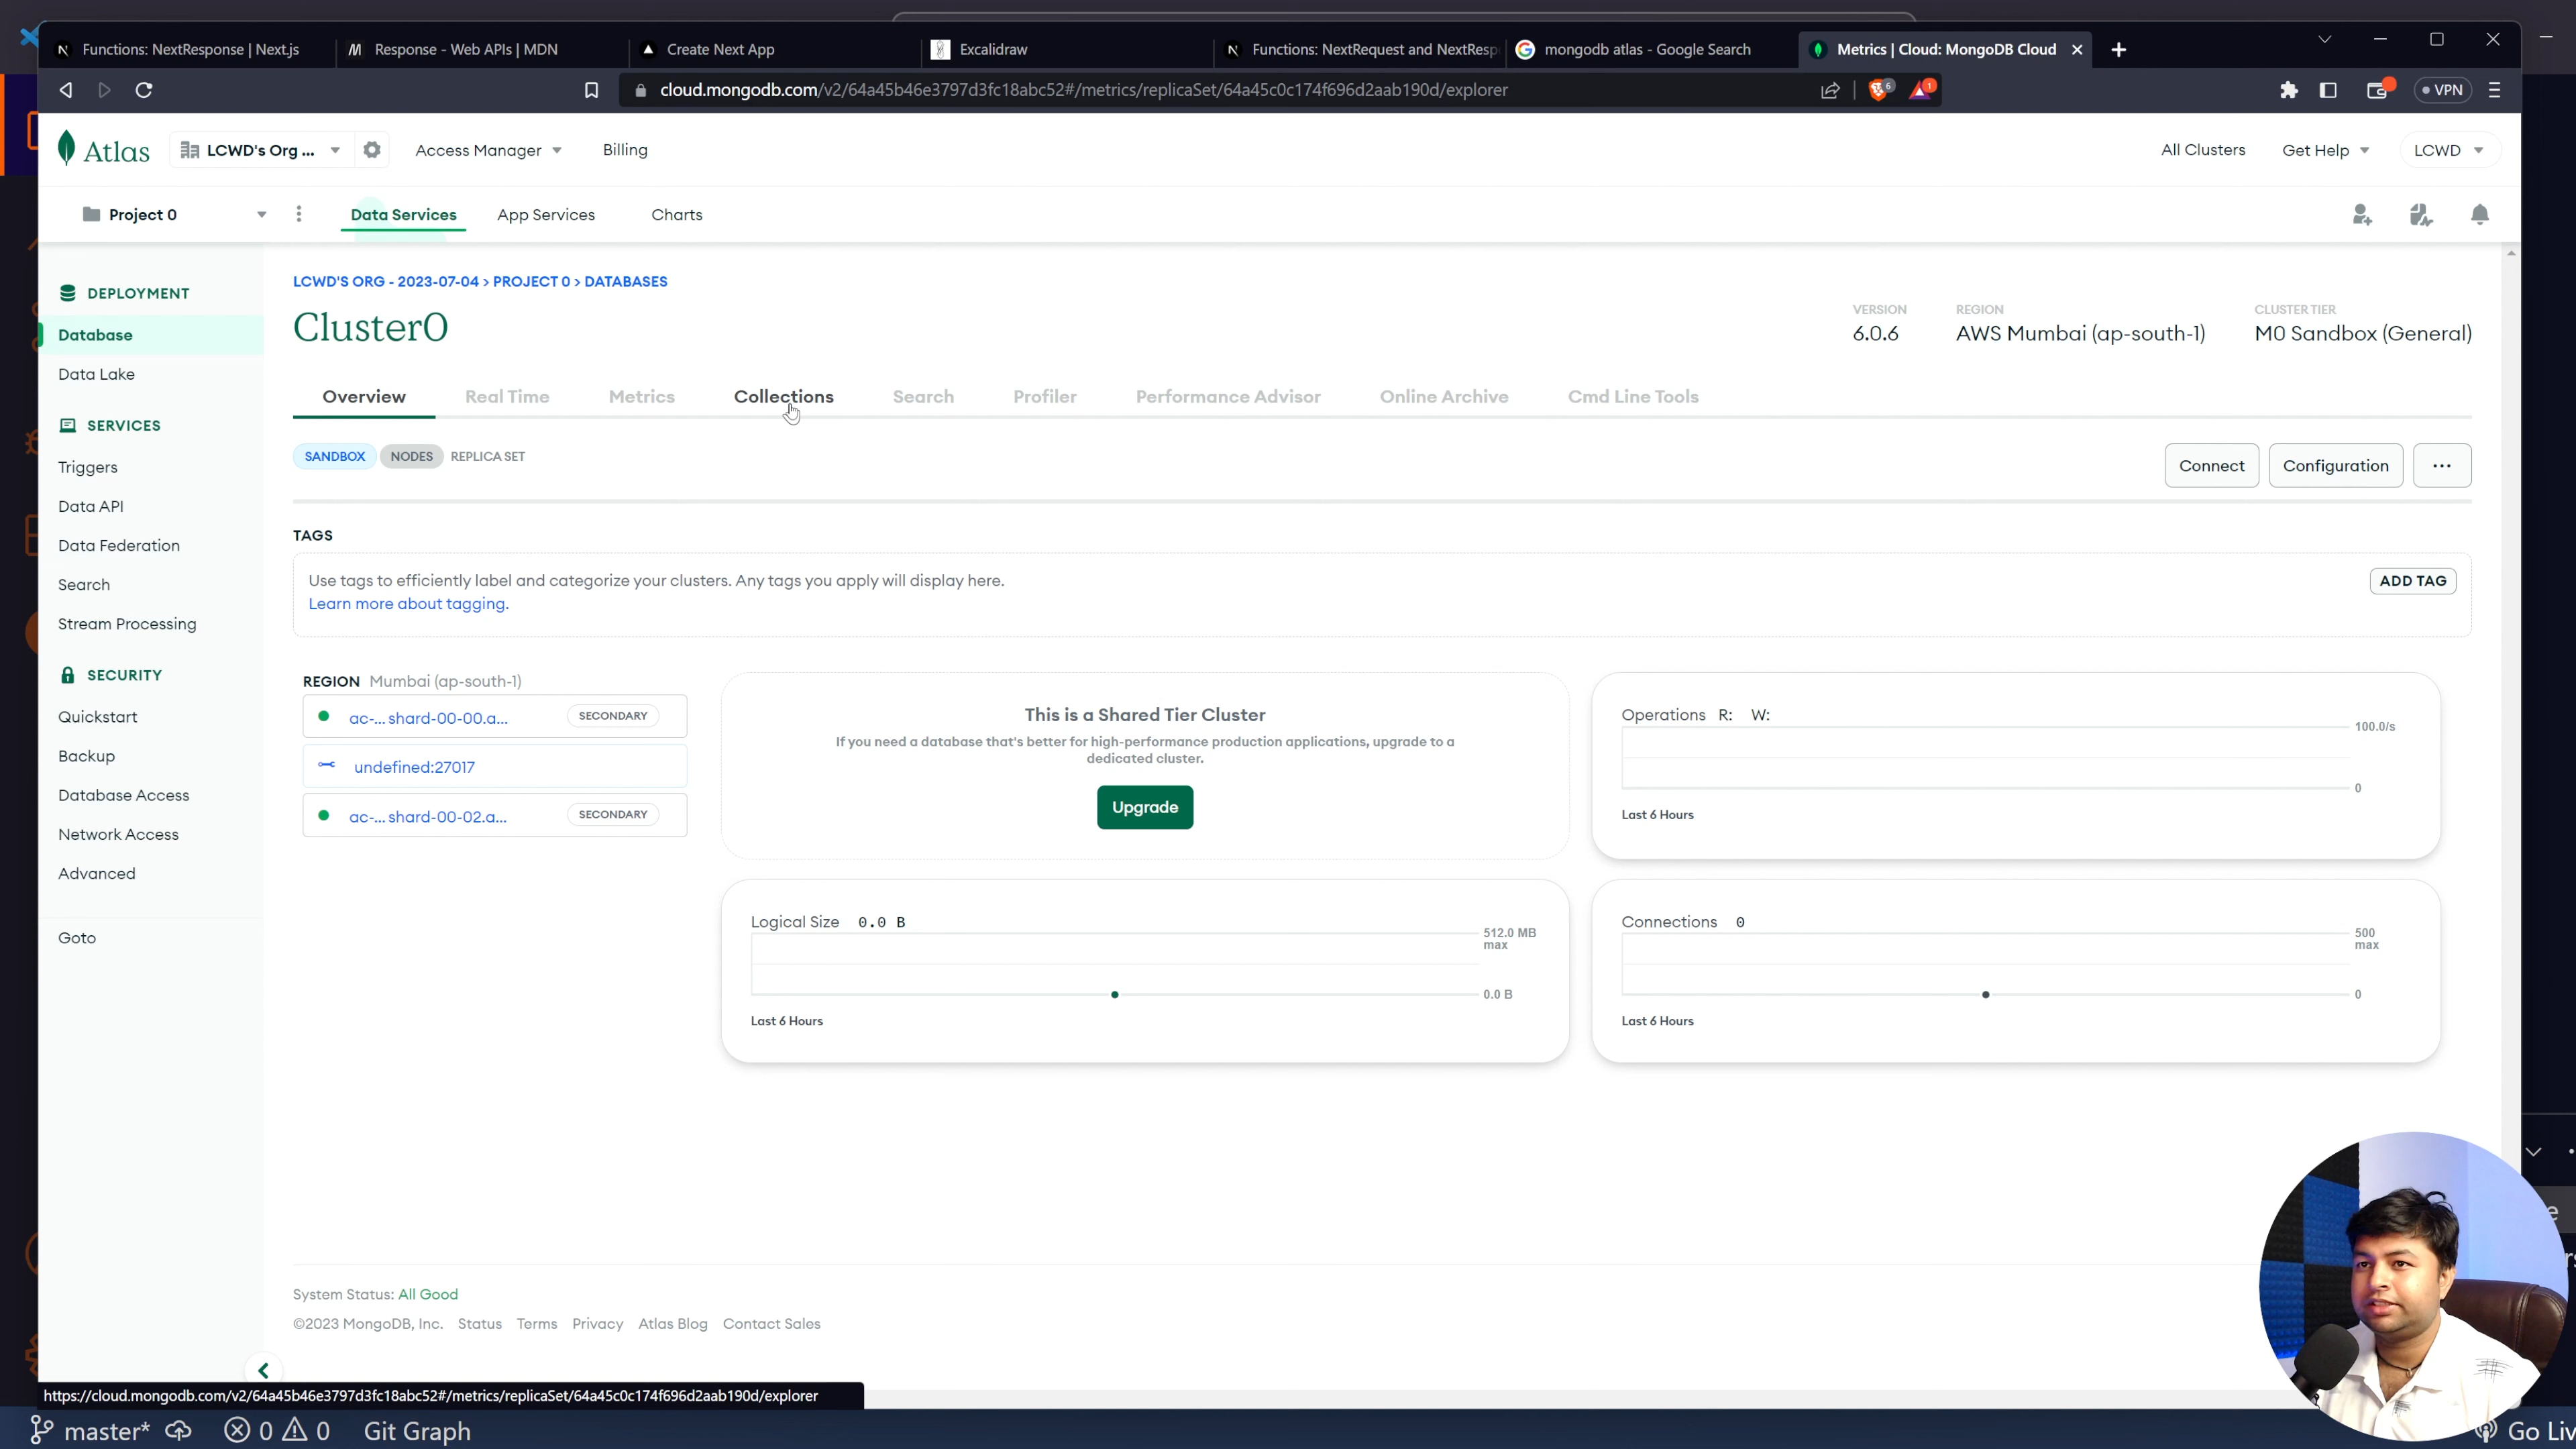 Functions: NextResponse | Next.js
Response - Web APIs | MDN
Create Next App
Excalidraw
Functions: NextRequest and NextResp
mongodb atlas - Google Search
Metrics | Cloud: MongoDB Cloud
cloud.mongodb.com/v2/64a45b46e3797d3fc18abc52#/metrics/replicaSet/64a45c0c174f696d2aab190d/explorer
6
1
VPN
Atlas
LCWD's Org ...
Access Manager
Billing
All Clusters
Get Help
LCWD
Project 0
Data Services
App Services
Charts
DEPLOYMENT
Database
Data Lake
SERVICES
Triggers
Data API
Data Federation
Search
Stream Processing
SECURITY
Quickstart
Backup
Database Access
Network Access
Advanced
Goto
LCWD'S ORG - 2023-07-04 > PROJECT 0 > DATABASES
Cluster0
VERSION
6.0.6
REGION
AWS Mumbai (ap-south-1)
CLUSTER TIER
M0 Sandbox (General)
Overview
Real Time
Metrics
Collections
Search
Profiler
Performance Advisor
Online Archive
Cmd Line Tools
SANDBOX
NODES
REPLICA SET
Connect
Configuration
...
TAGS
Use tags to efficiently label and categorize your clusters. Any tags you apply will display here.
Learn more about tagging.
ADD TAG
REGION Mumbai (ap-south-1)
ac-... shard-00-00.a...
SECONDARY
undefined:27017
ac-... shard-00-02.a...
SECONDARY
This is a Shared Tier Cluster
If you need a database that's better for high-performance production applications, upgrade to a
dedicated cluster.
Upgrade
Operations R: W:
100.0/s
0
Last 6 Hours
Logical Size 0.0 B
512.0 MB
max
0.0 B
Last 6 Hours
Connections 0
500
max
0
Last 6 Hours
System Status: All Good
©2023 MongoDB, Inc. Status Terms Privacy Atlas Blog Contact Sales
https://cloud.mongodb.com/v2/64a45b46e3797d3fc18abc52#/metrics/replicaSet/64a45c0c174f696d2aab190d/explorer
master*
0
0
Git Graph
Go Liv